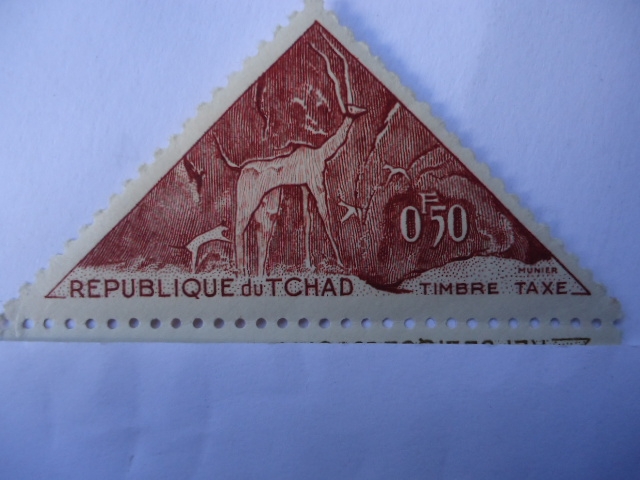 0F50
MUNIER
REPUBLIQUE du TCHAD TIMBRE TAXE